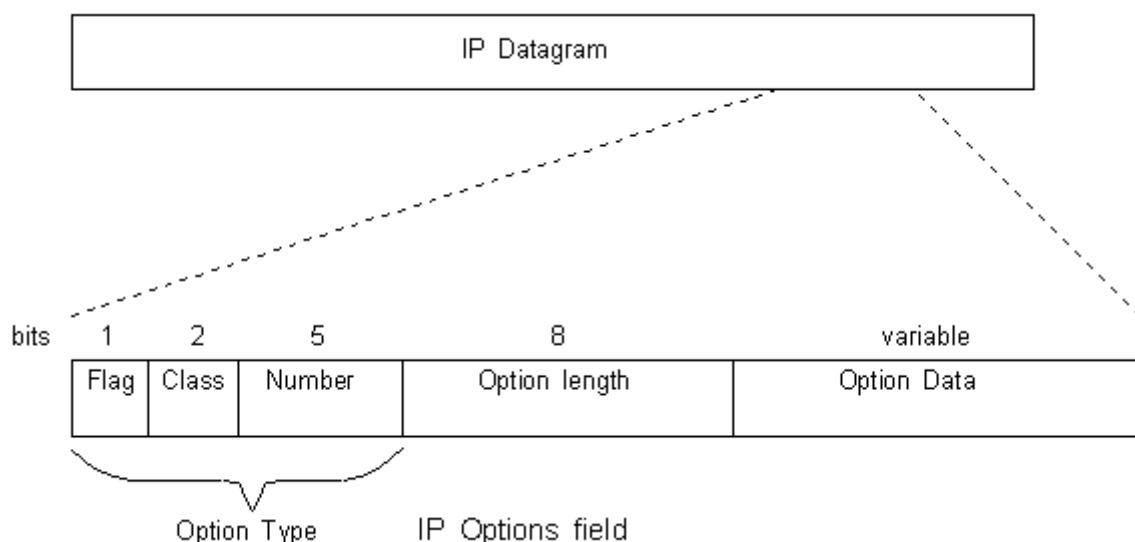 IP Datagram
bits 1 2 5 8 variable
Flag Class Number Option length Option Data
Option Type IP Options field